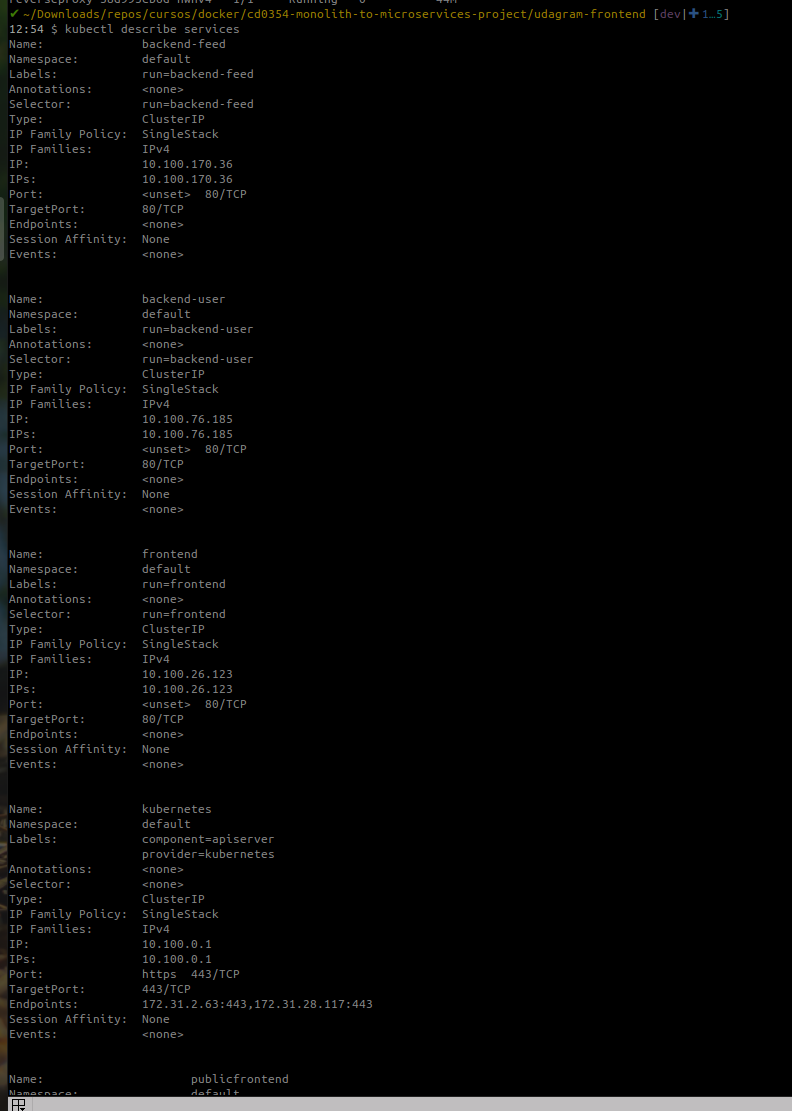 ✔ ~/Downloads/repos/cursos/docker/cd0354-monolith-to-microservices-project/udagram-frontend [dev|✚ 1…5]
12:54 $ kubectl describe services
Name:              backend-feed
Namespace:         default
Labels:            run=backend-feed
Annotations:       <none>
Selector:          run=backend-feed
Type:              ClusterIP
IP Family Policy:  SingleStack
IP Families:       IPv4
IP:                10.100.170.36
IPs:               10.100.170.36
Port:              <unset>  80/TCP
TargetPort:        80/TCP
Endpoints:         <none>
Session Affinity:  None
Events:            <none>
Name:              backend-user
Namespace:         default
Labels:            run=backend-user
Annotations:       <none>
Selector:          run=backend-user
Type:              ClusterIP
IP Family Policy:  SingleStack
IP Families:       IPv4
IP:                10.100.76.185
IPs:               10.100.76.185
Port:              <unset>  80/TCP
TargetPort:        80/TCP
Endpoints:         <none>
Session Affinity:  None
Events:            <none>
Name:              frontend
Namespace:         default
Labels:            run=frontend
Annotations:       <none>
Selector:          run=frontend
Type:              ClusterIP
IP Family Policy:  SingleStack
IP Families:       IPv4
IP:                10.100.26.123
IPs:               10.100.26.123
Port:              <unset>  80/TCP
TargetPort:        80/TCP
Endpoints:         <none>
Session Affinity:  None
Events:            <none>
Name:              kubernetes
Namespace:         default
Labels:            component=apiserver
                   provider=kubernetes
Annotations:       <none>
Selector:          <none>
Type:              ClusterIP
IP Family Policy:  SingleStack
IP Families:       IPv4
IP:                10.100.0.1
IPs:               10.100.0.1
Port:              https  443/TCP
TargetPort:        443/TCP
Endpoints:         172.31.2.63:443,172.31.28.117:443
Session Affinity:  None
Events:            <none>
Name:                     publicfrontend
Namespace:                default